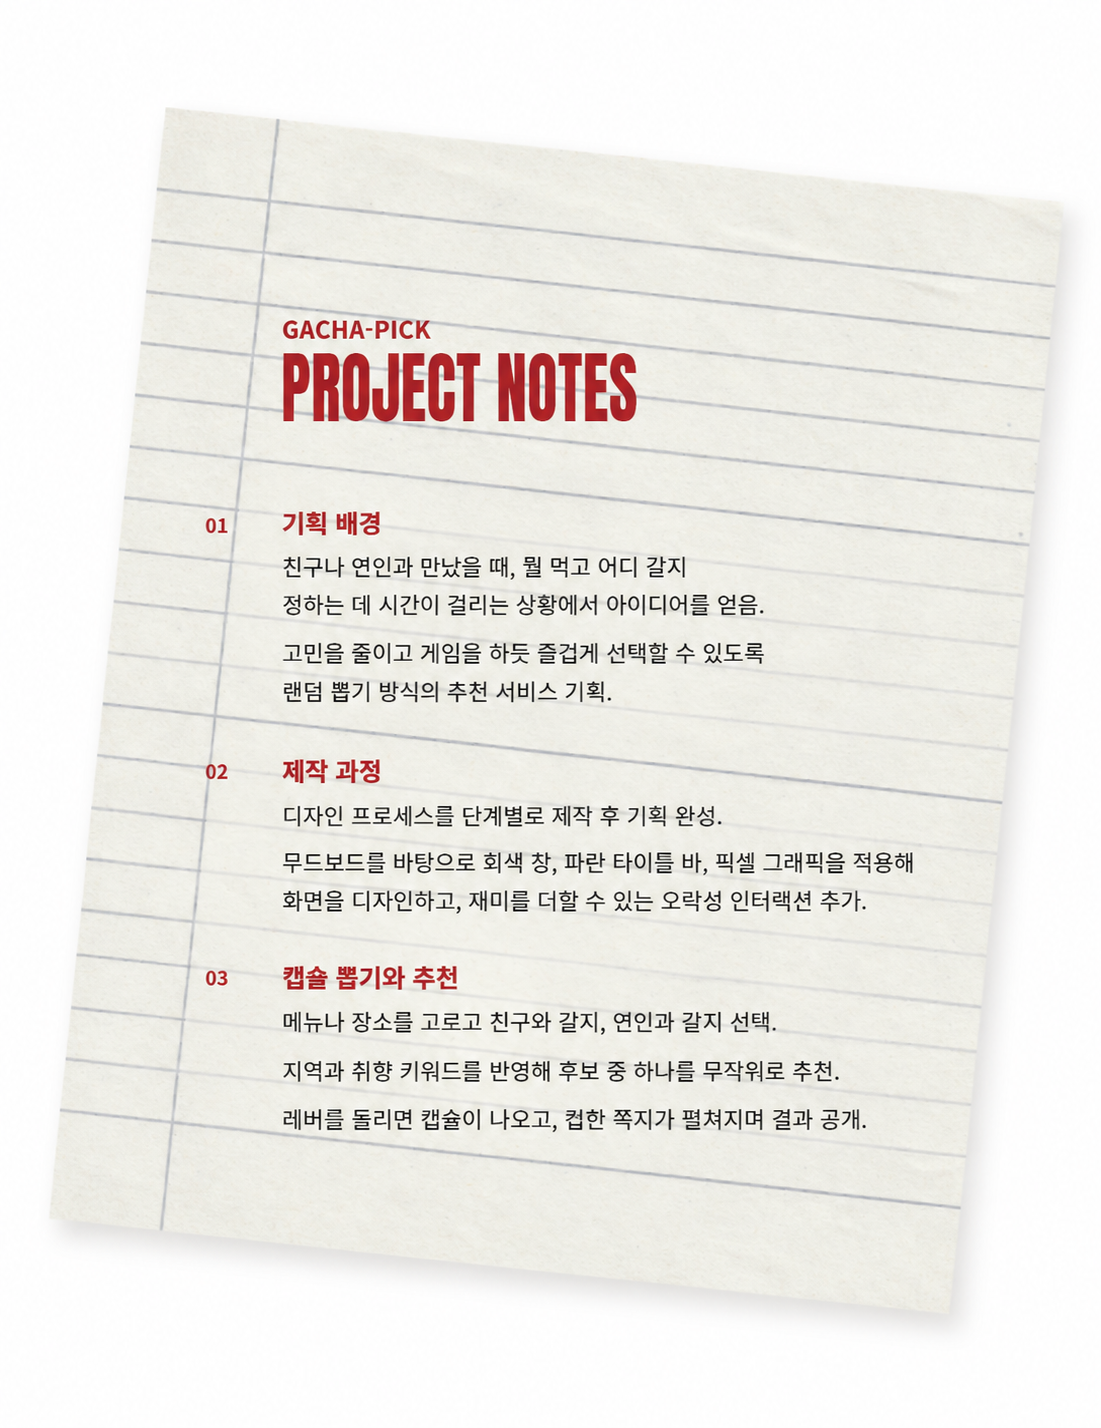 GACHA-PICK
PROJECT NOTES
01 기획 배경
친구나 연인과 만났을 때, 뭘 먹고 어디 갈지
정하는 데 시간이 걸리는 상황에서 아이디어를 얻음.
고민을 줄이고 게임을 하듯 즐겁게 선택할 수 있도록
랜덤 뽑기 방식의 추천 서비스 기획.
02 제작 과정
디자인 프로세스를 단계별로 제작 후 기획 완성.
무드보드를 바탕으로 회색 창, 파란 타이틀 바, 픽셀 그래픽을 적용해
화면을 디자인하고, 재미를 더할 수 있는 오락성 인터랙션 추가.
03 캡슐 뽑기와 추천
메뉴나 장소를 고로고 친구와 갈지, 연인과 갈지 선택.
지역과 취향 키워드를 반영해 후보 중 하나를 무작위로 추천.
레버를 돌리면 캡슐이 나오고, 컵한 쪽지가 펼쳐지며 결과 공개.